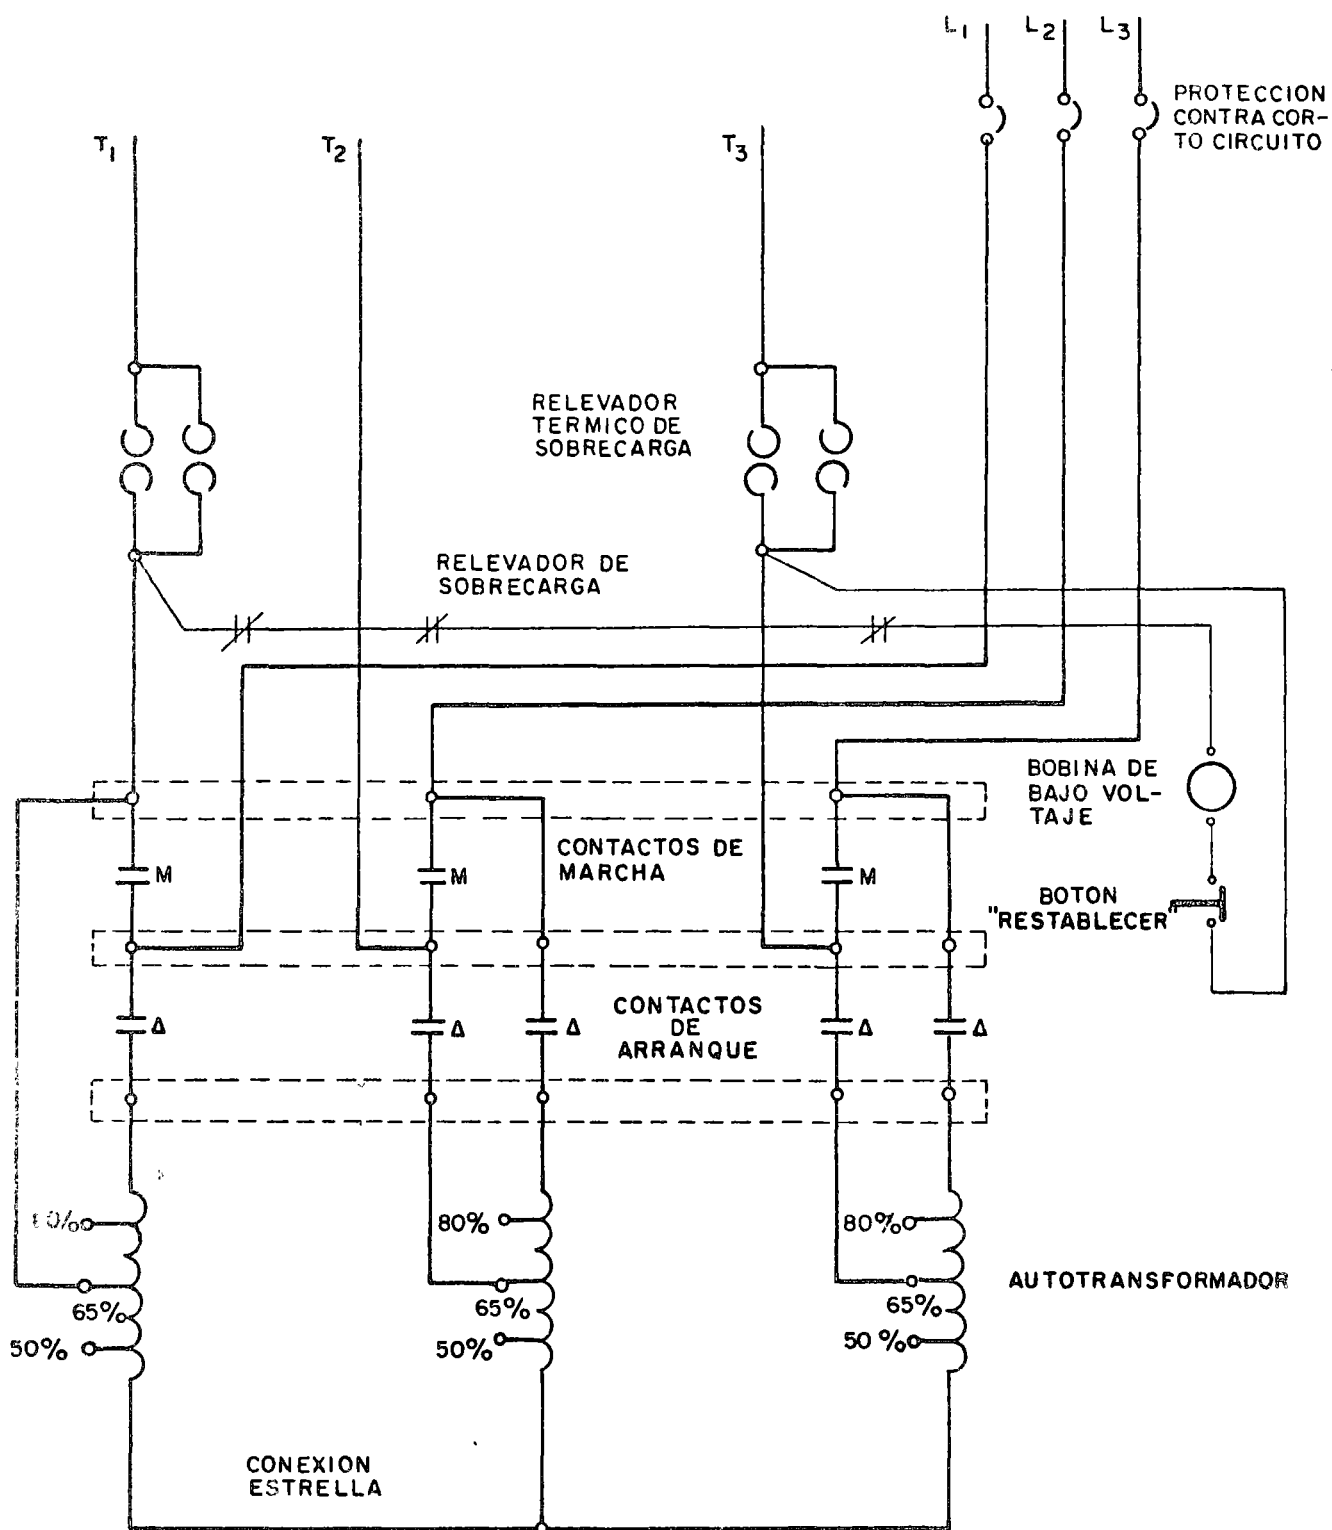 L1 L2 L3
PROTECCION
CONTRA COR-
TO CIRCUITO
T1 T2 T3
RELEVADOR
TERMICO DE
SOBRECARGA
RELEVADOR DE
SOBRECARGA
BOBINA DE
BAJO VOL-
TAJE
CONTACTOS DE
MARCHA
M M M
BOTON
"RESTABLECER"
CONTACTOS
DE
ARRANQUE
Δ Δ Δ Δ Δ
80% 80%
65% 65% 65%
50% 50% 50%
AUTOTRANSFORMADOR
CONEXION
ESTRELLA